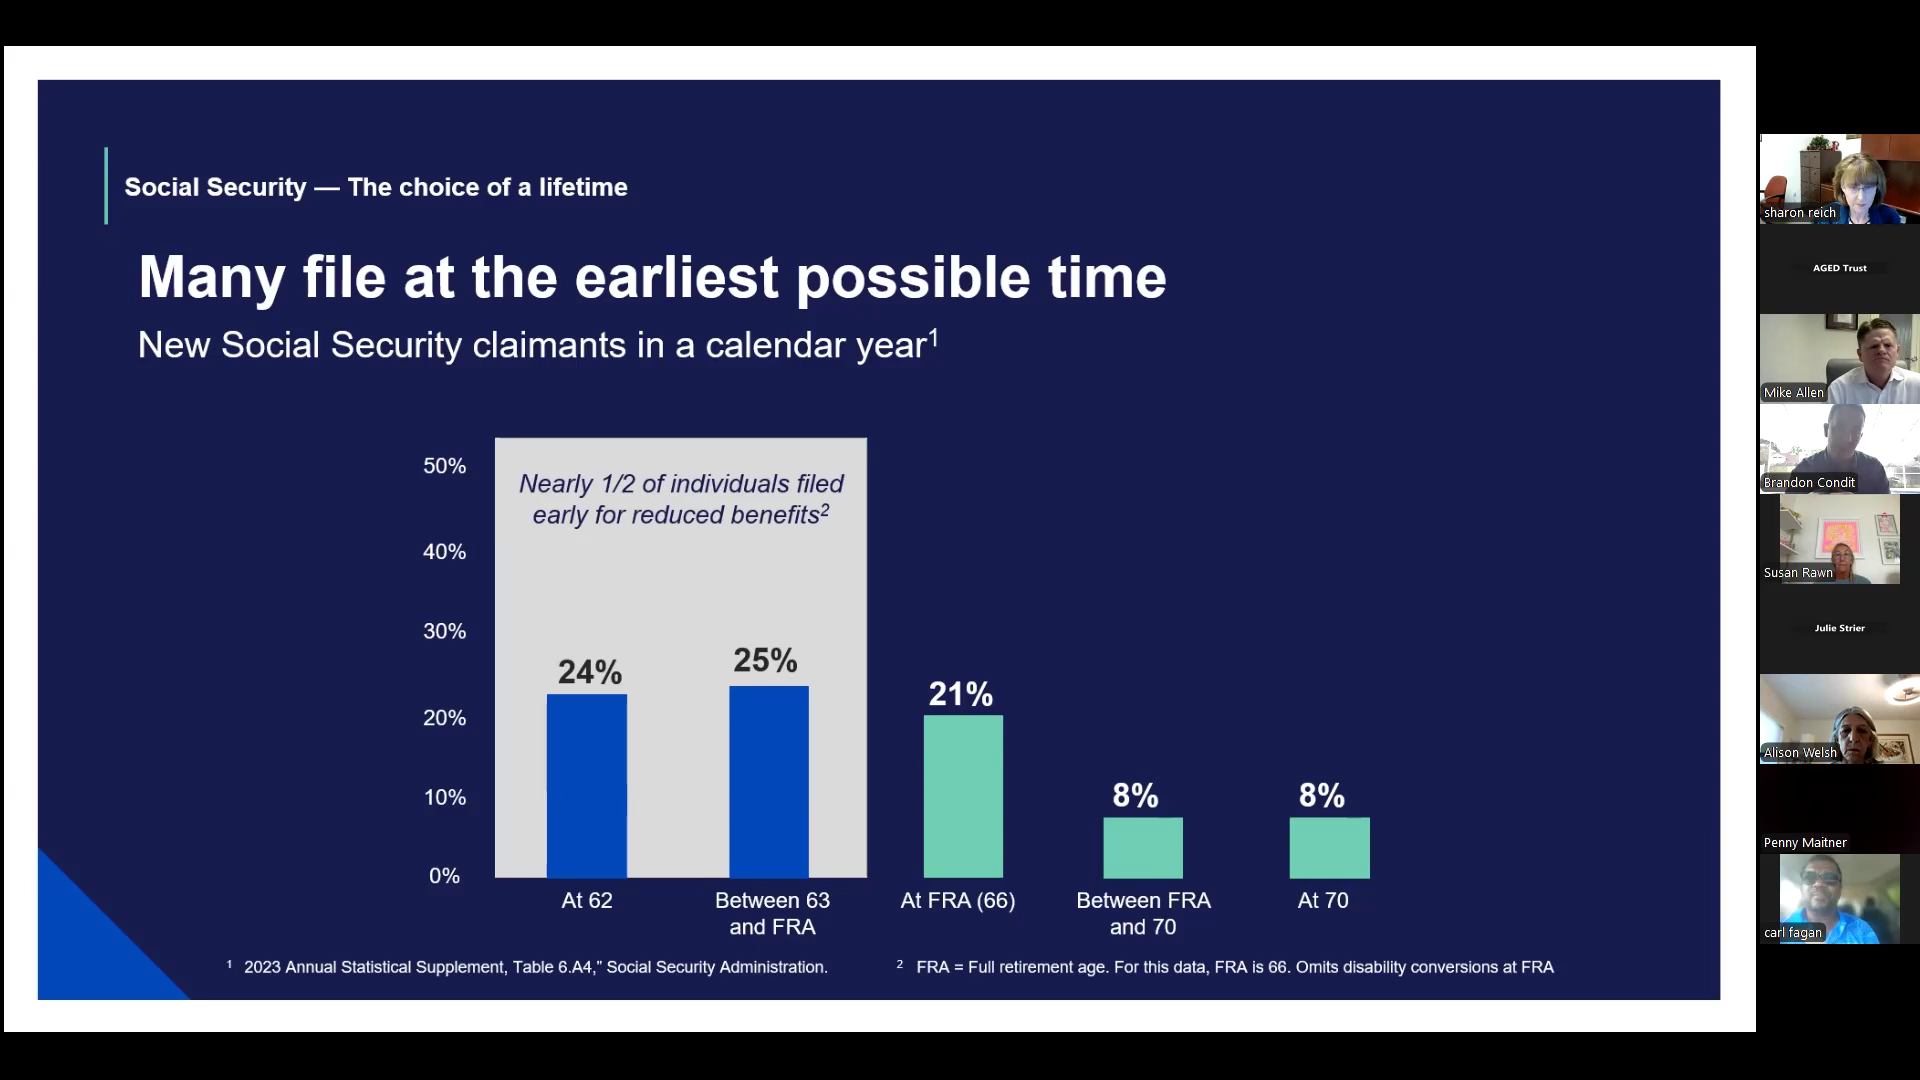 Social Security — The choice of a lifetime
Many file at the earliest possible time
New Social Security claimants in a calendar year¹
50%
40%
30%
20%
10%
0%
Nearly 1/2 of individuals filed
early for reduced benefits²
24%
25%
21%
8%
8%
At 62
Between 63
and FRA
At FRA (66)
Between FRA
and 70
At 70
¹ 2023 Annual Statistical Supplement, Table 6.A4,” Social Security Administration.
² FRA = Full retirement age. For this data, FRA is 66. Omits disability conversions at FRA
sharon reich
AGED Trust
Mike Allen
Brandon Condit
Susan Rawn
Julie Strier
Alison Welsh
Penny Maitner
carl fagan